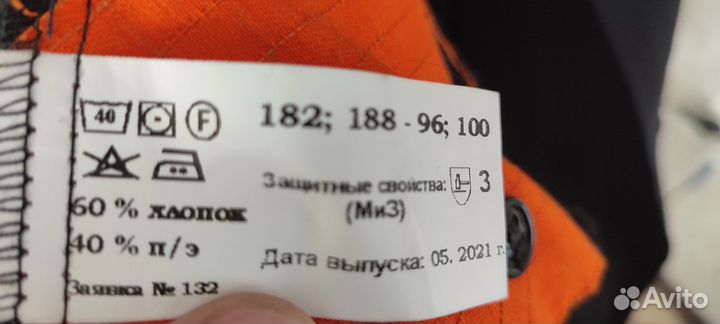 40 F
182; 188 - 96; 100
60 % хлопок
40 % п/э
Заявка № 132
Защитные свойства: З
(МиЗ)
Дата выпуска: 05. 2021 г.
Avito